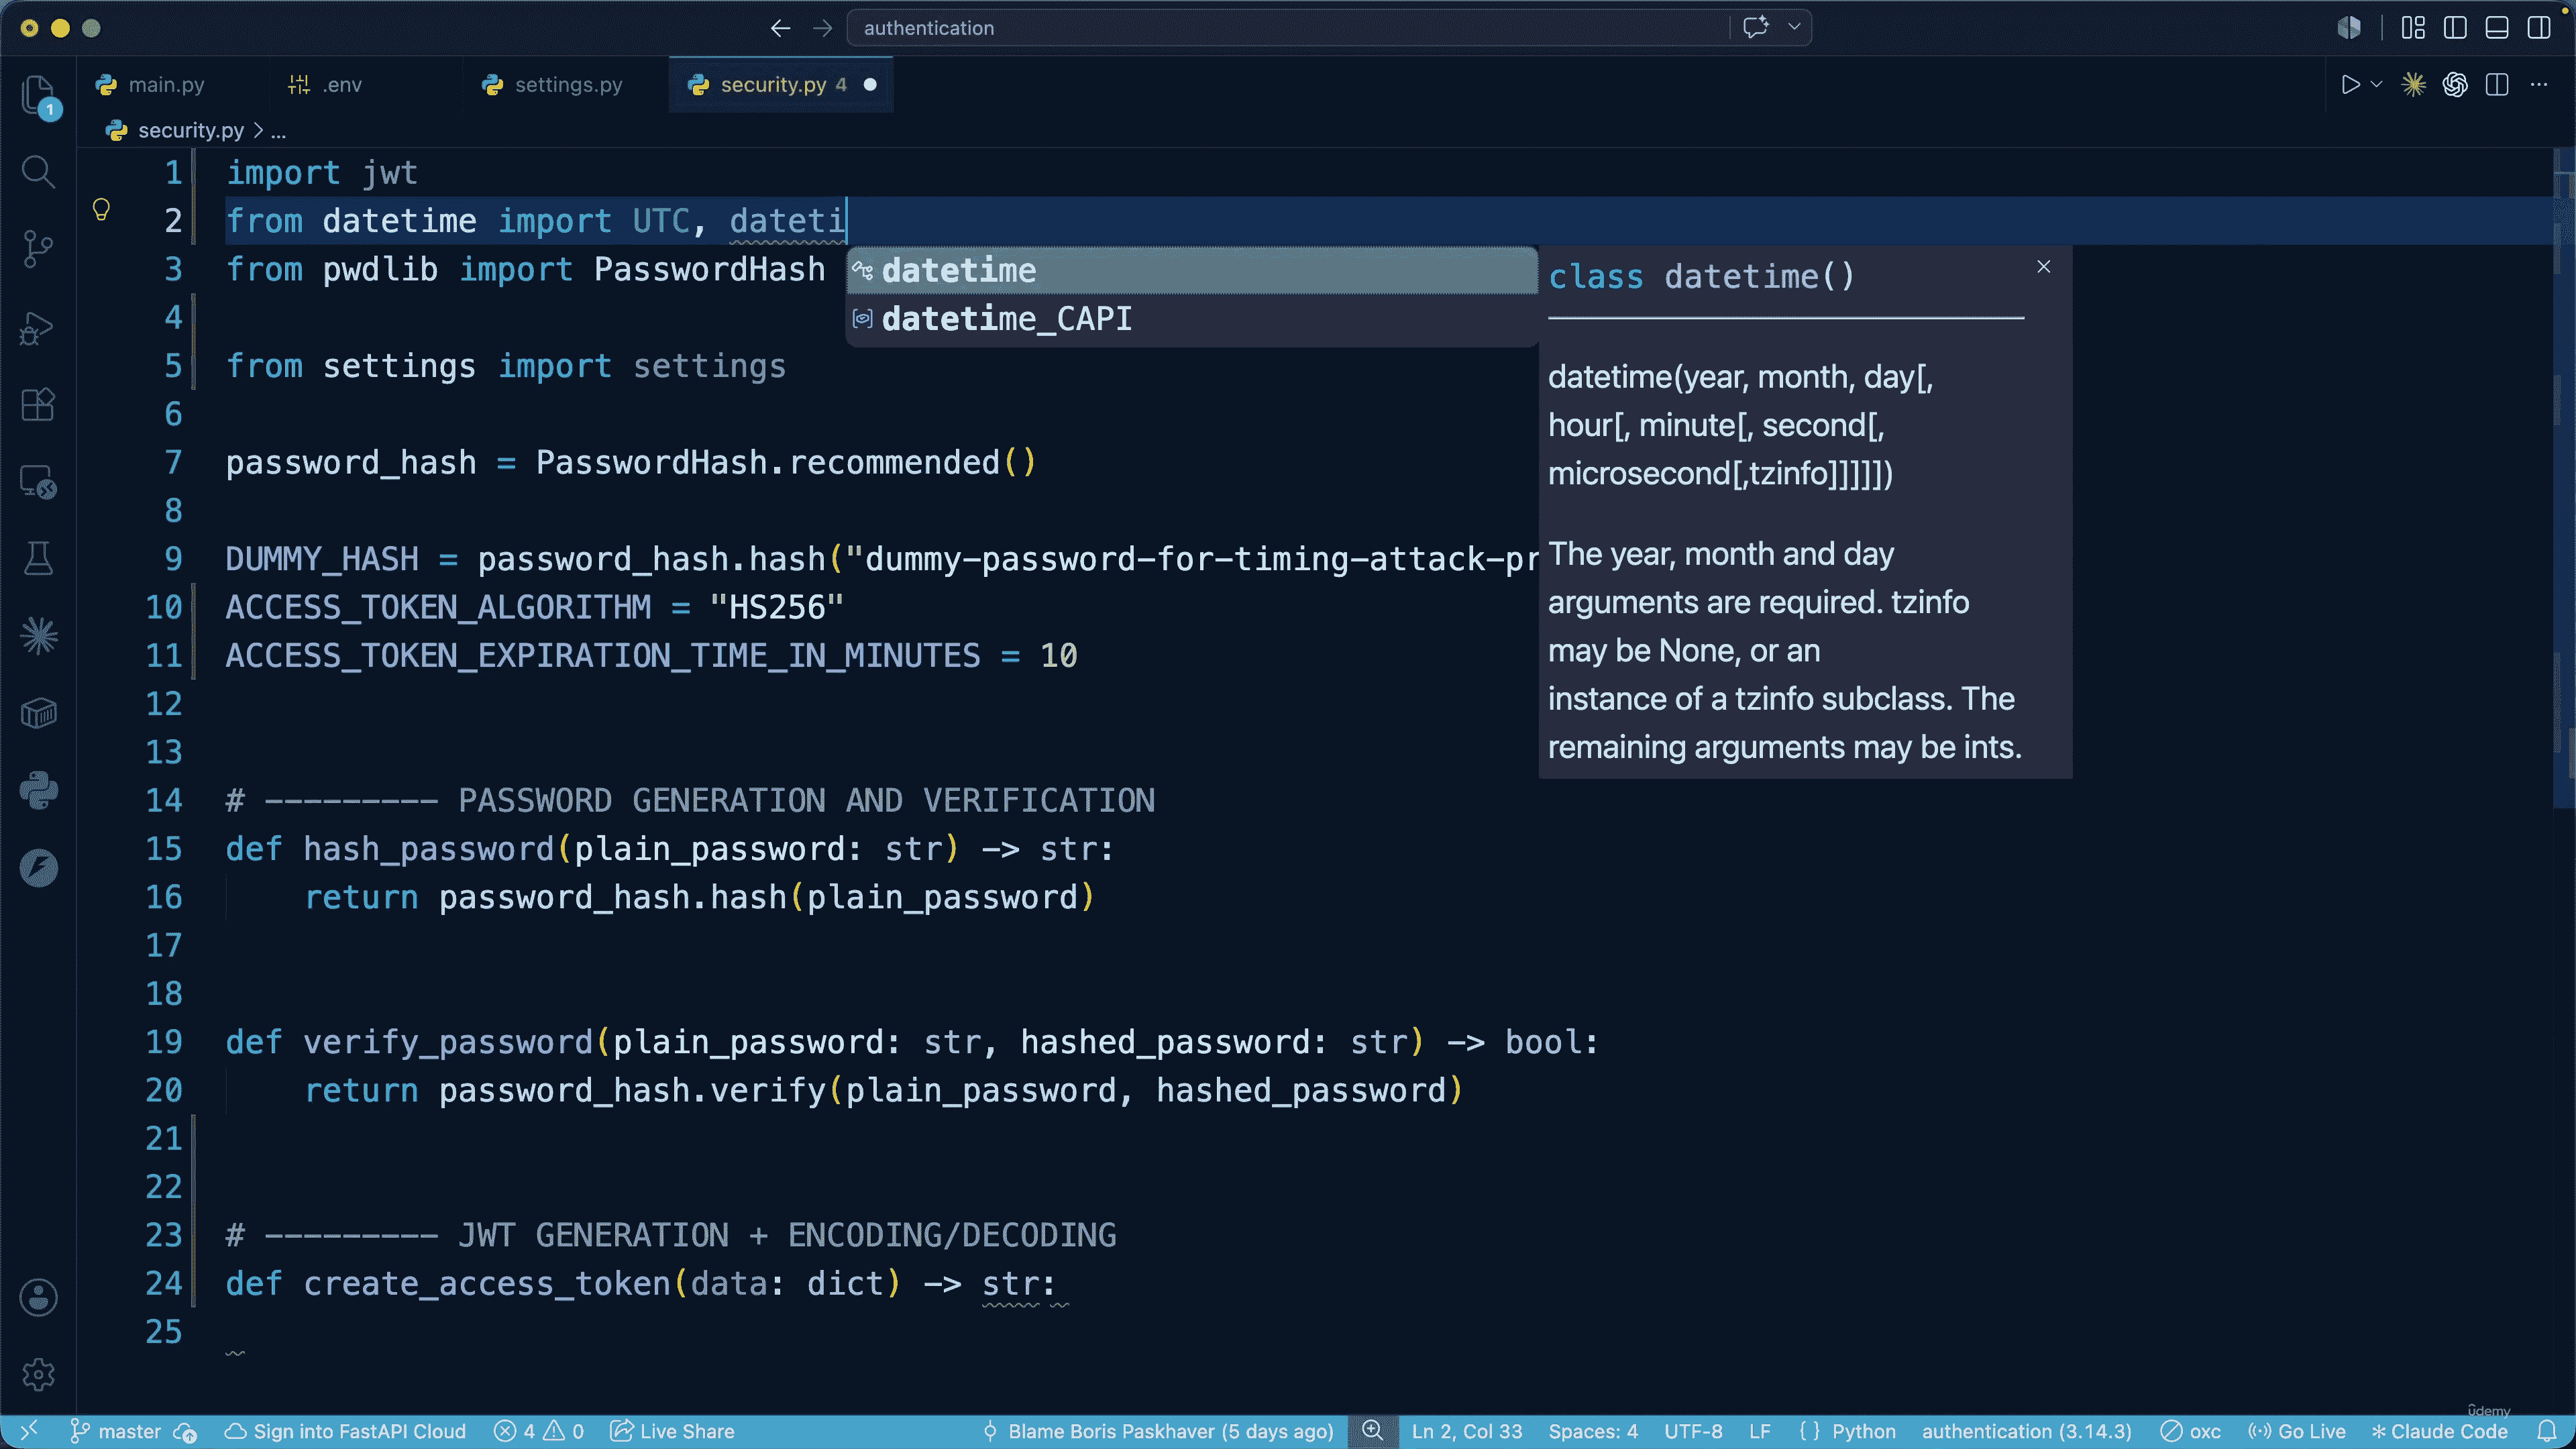 authentication
main.py
.env
settings.py
security.py 4
security.py > ...
1 import jwt
2 from datetime import UTC, dateti
datetime
datetime_CAPI
3 from pwdlib import PasswordHash
4
5 from settings import settings
6
7 password_hash = PasswordHash.recommended()
8
9 DUMMY_HASH = password_hash.hash("dummy-password-for-timing-attack-pr
10 ACCESS_TOKEN_ALGORITHM = "HS256"
11 ACCESS_TOKEN_EXPIRATION_TIME_IN_MINUTES = 10
12
13
14 # --------- PASSWORD GENERATION AND VERIFICATION
15 def hash_password(plain_password: str) -> str:
16     return password_hash.hash(plain_password)
17
18
19 def verify_password(plain_password: str, hashed_password: str) -> bool:
20     return password_hash.verify(plain_password, hashed_password)
21
22
23 # --------- JWT GENERATION + ENCODING/DECODING
24 def create_access_token(data: dict) -> str:
25
class datetime()
datetime(year, month, day[,
hour[, minute[, second[,
microsecond[,tzinfo]]]]])
The year, month and day
arguments are required. tzinfo
may be None, or an
instance of a tzinfo subclass. The
remaining arguments may be ints.
1
udemy
master
Sign into FastAPI Cloud
4
0
Live Share
Blame Boris Paskhaver (5 days ago)
Ln 2, Col 33
Spaces: 4
UTF-8
LF
{ } Python
authentication (3.14.3)
oxc
Go Live
Claude Code